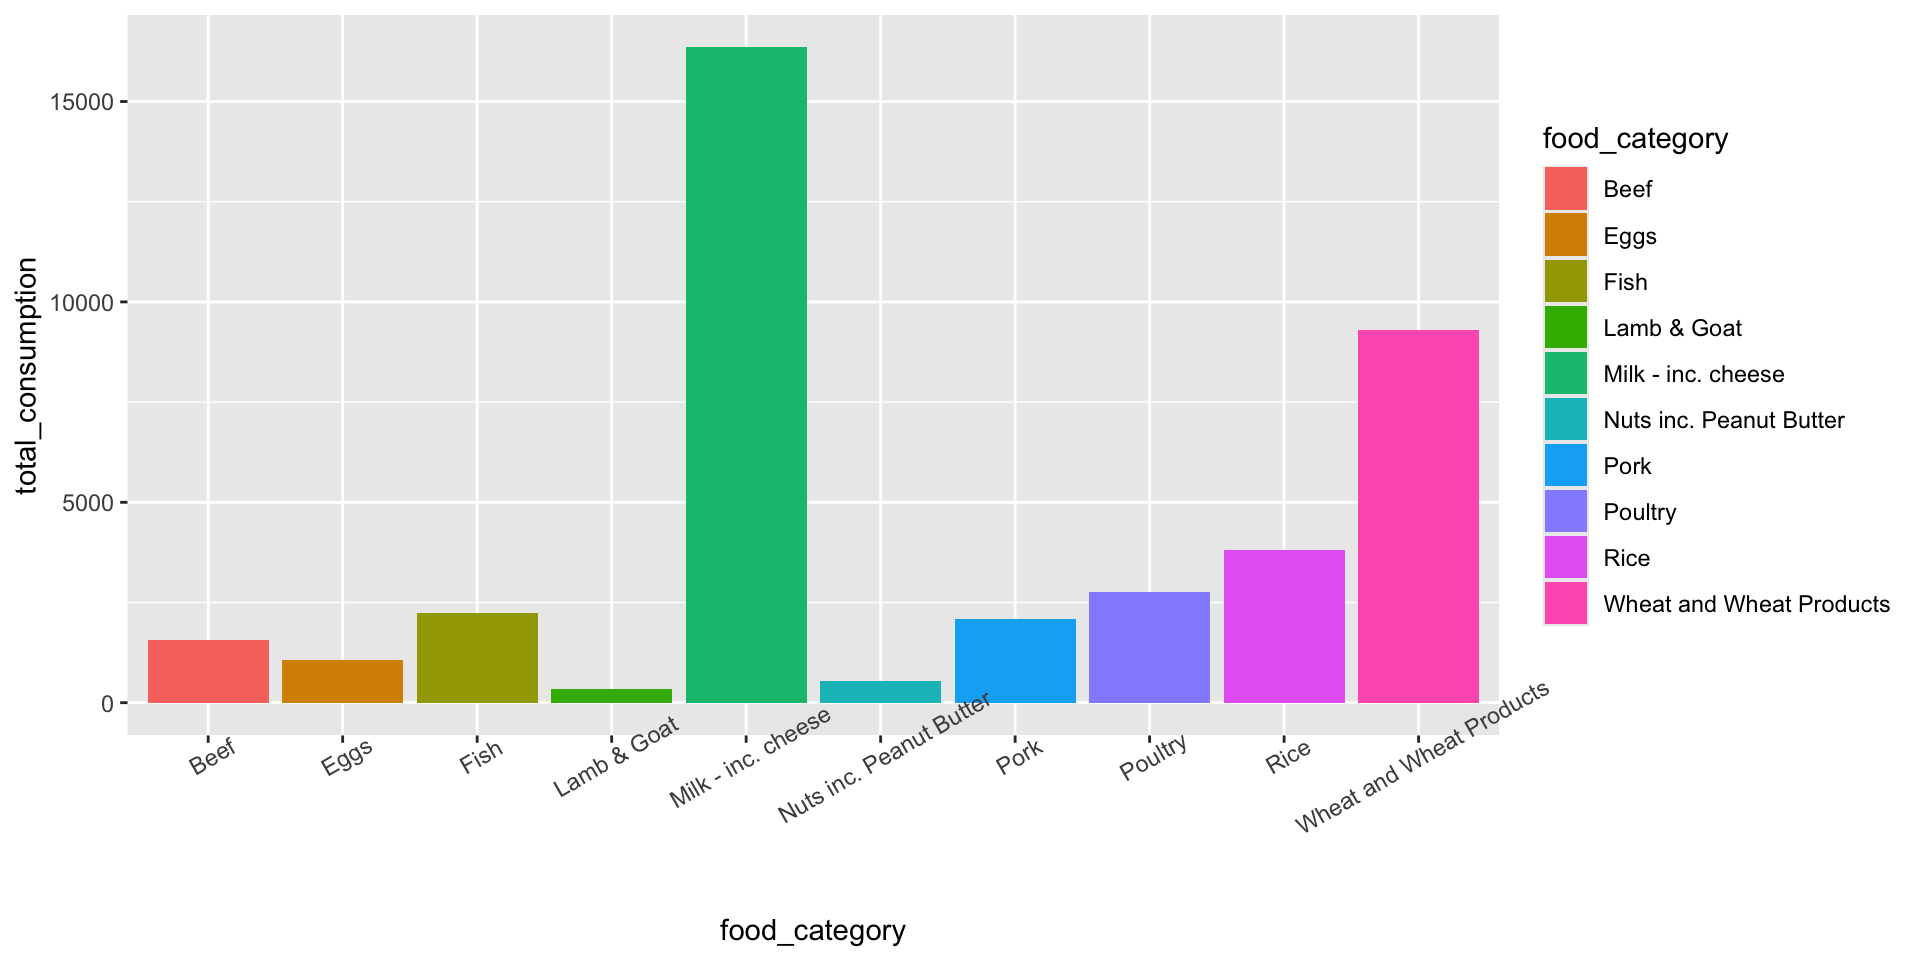 15000
10000
5000
0
total_consumption
Beef
Eggs
Fish
Lamb & Goat
Milk - inc. cheese
Nuts inc. Peanut Butter
Pork
Poultry
Rice
Wheat and Wheat Products
food_category
food_category
Beef
Eggs
Fish
Lamb & Goat
Milk - inc. cheese
Nuts inc. Peanut Butter
Pork
Poultry
Rice
Wheat and Wheat Products